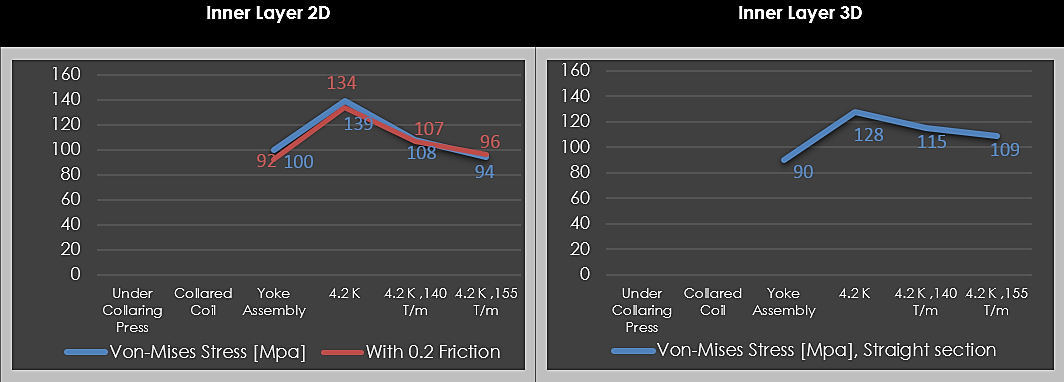 Inner Layer 2D
160
140
120
100
80
60
40
20
0
134
139
107
108
96
94
92
100
Under Collaring Press
Collared Coil
Yoke Assembly
4.2 K
4.2 K ,140 T/m
4.2 K ,155 T/m
Von-Mises Stress [Mpa]
With 0.2 Friction
Inner Layer 3D
160
140
120
100
80
60
40
20
0
90
128
115
109
Under Collaring Press
Collared Coil
Yoke Assembly
4.2 K
4.2 K ,140 T/m
4.2 K ,155 T/m
Von-Mises Stress [Mpa], Straight section